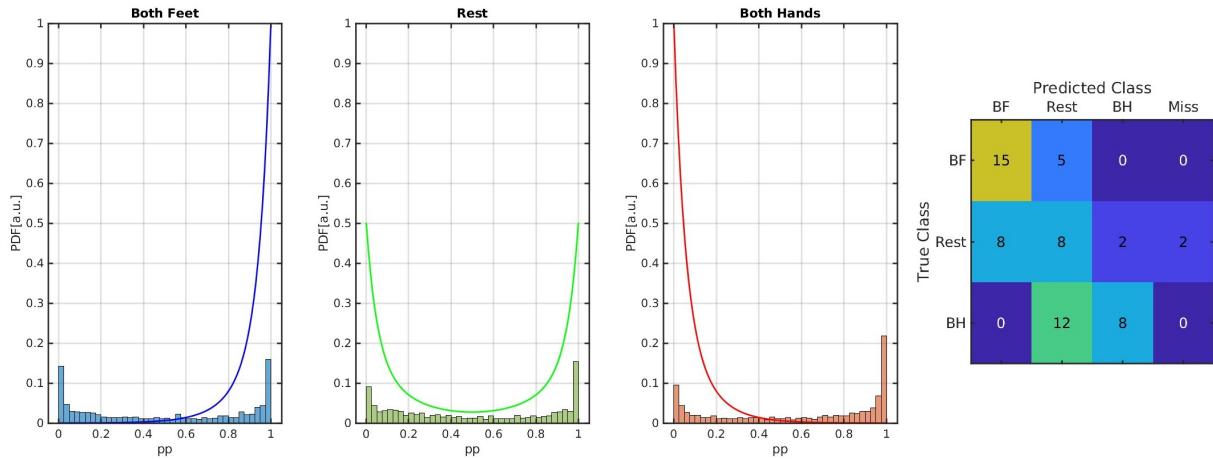 Both Feet
1
0.9
0.8
0.7
0.6
0.5
0.4
0.3
0.2
0.1
0
PDF[a.u.]
0 0.2 0.4 0.6 0.8 1
pp
Rest
1
0.9
0.8
0.7
0.6
0.5
0.4
0.3
0.2
0.1
0
PDF[a.u.]
0 0.2 0.4 0.6 0.8 1
pp
Both Hands
1
0.9
0.8
0.7
0.6
0.5
0.4
0.3
0.2
0.1
0
PDF[a.u.]
0 0.2 0.4 0.6 0.8 1
pp
Predicted Class
BF Rest BH Miss
True Class
BF 15 5 0 0
Rest 8 8 2 2
BH 0 12 8 0